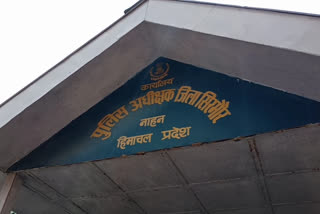 कार्यालय
पुलिस अधीक्षक जिला सिरमौर
नाहन
हिमाचल प्रदेश